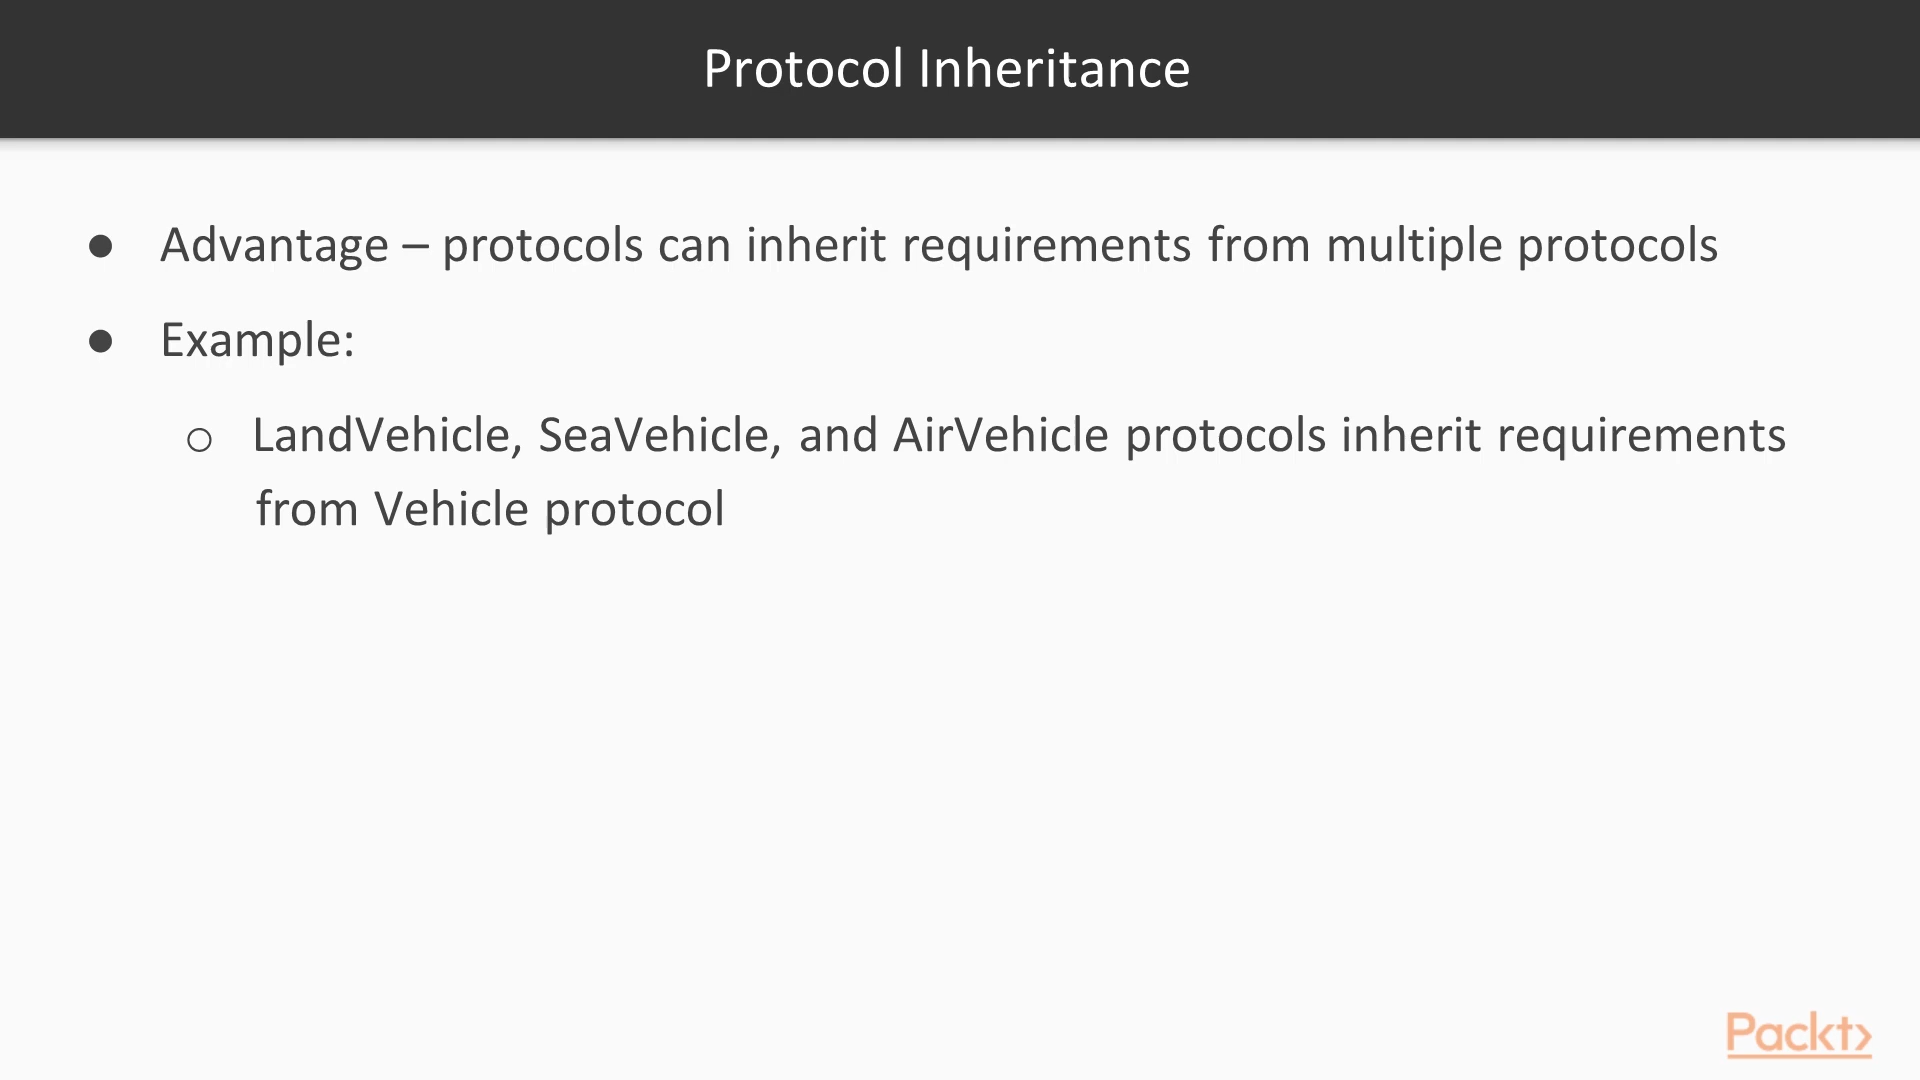 Protocol Inheritance
● Advantage – protocols can inherit requirements from multiple protocols
● Example:
○ LandVehicle, SeaVehicle, and AirVehicle protocols inherit requirements
from Vehicle protocol
Packt>